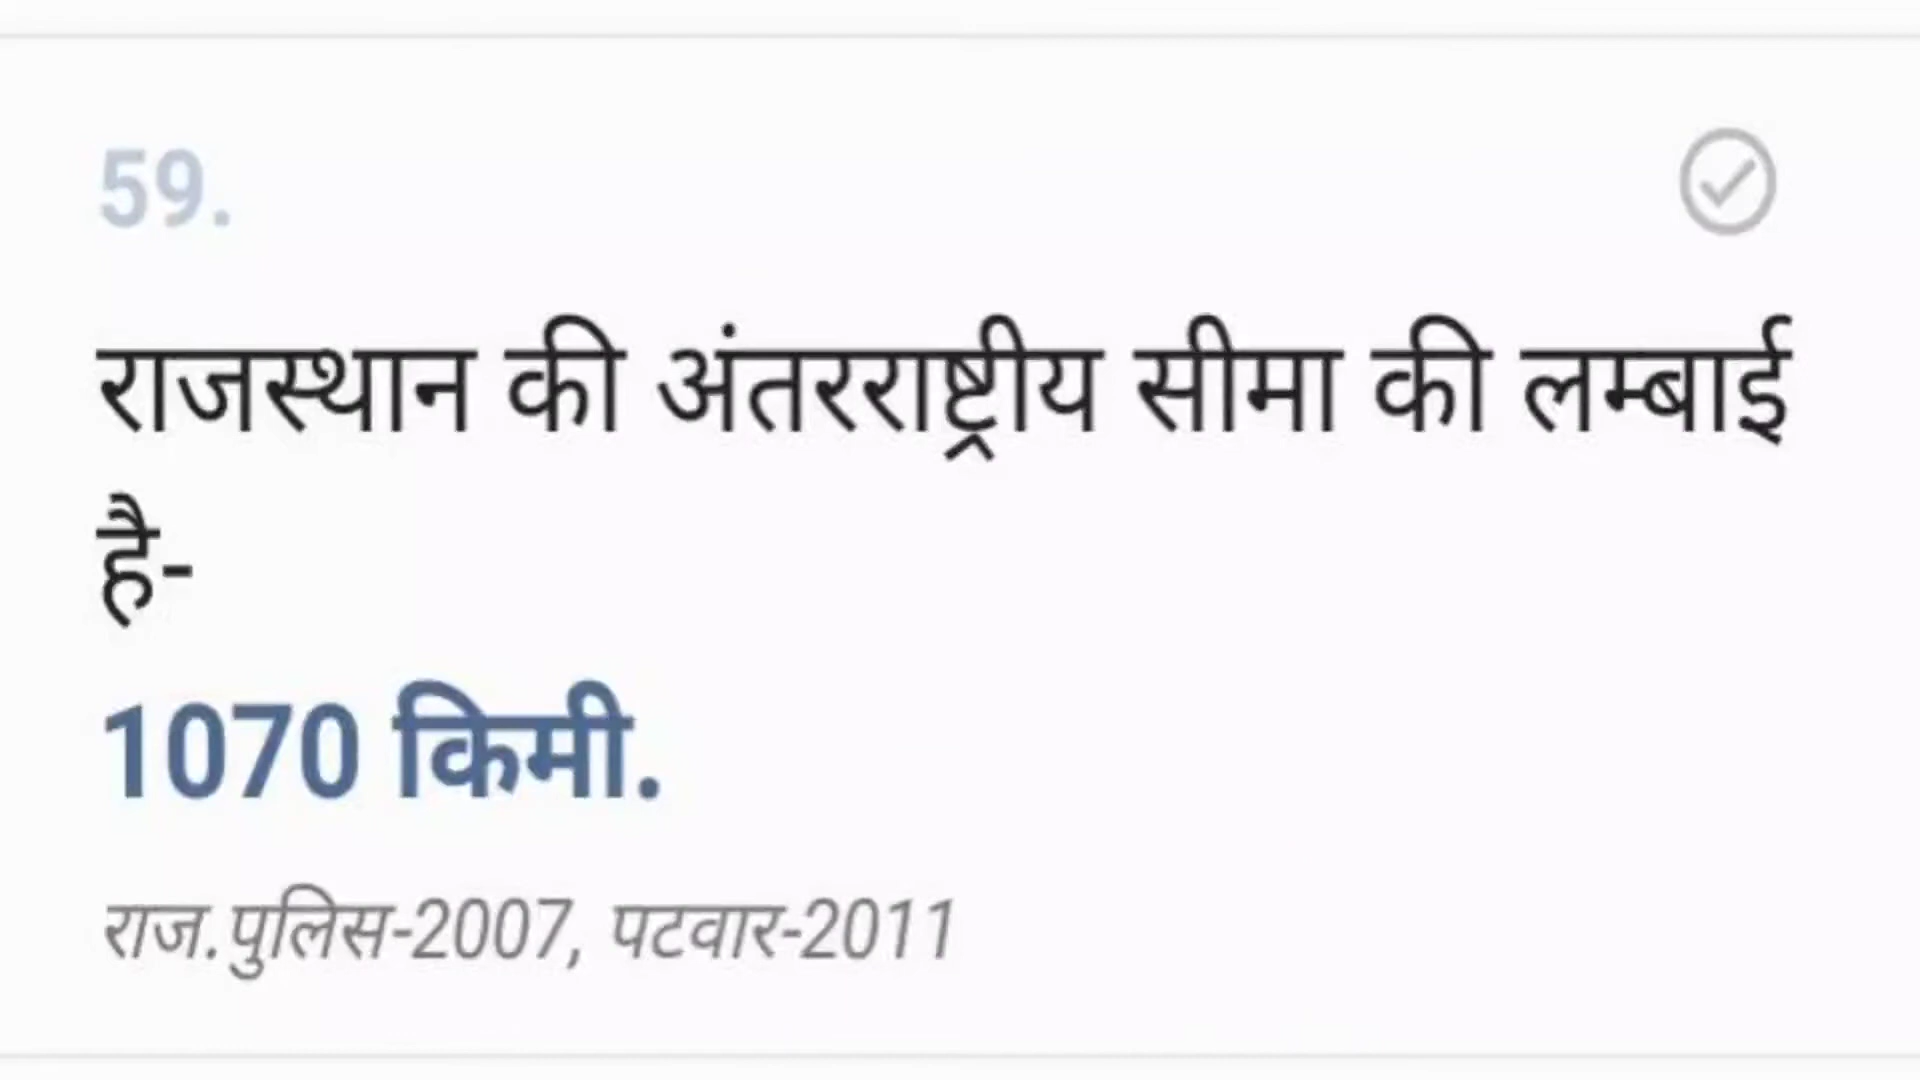 59.
राजस्थान की अंतरराष्ट्रीय सीमा की लम्बाई
है-
1070 किमी.
राज.पुलिस-2007, पटवार-2011